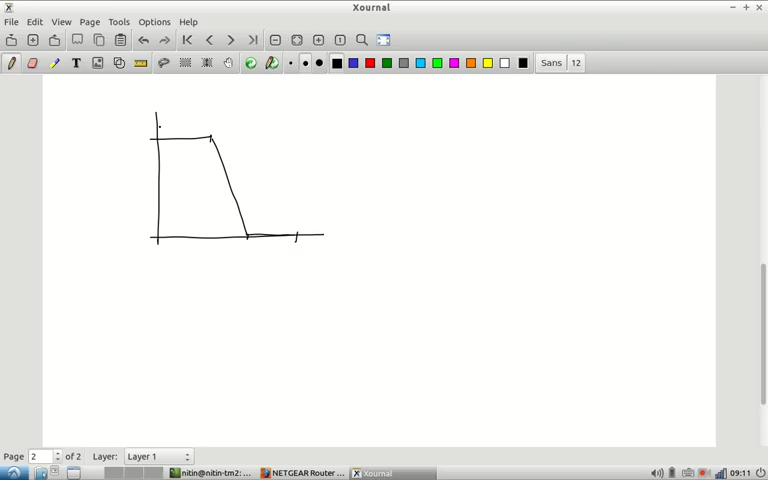 Xournal
File Edit View Page Tools Options Help
Sans 12
Page 2 of 2 Layer: Layer 1
nitin@nitin-tm2: ... NETGEAR Router ... Xournal 09:11